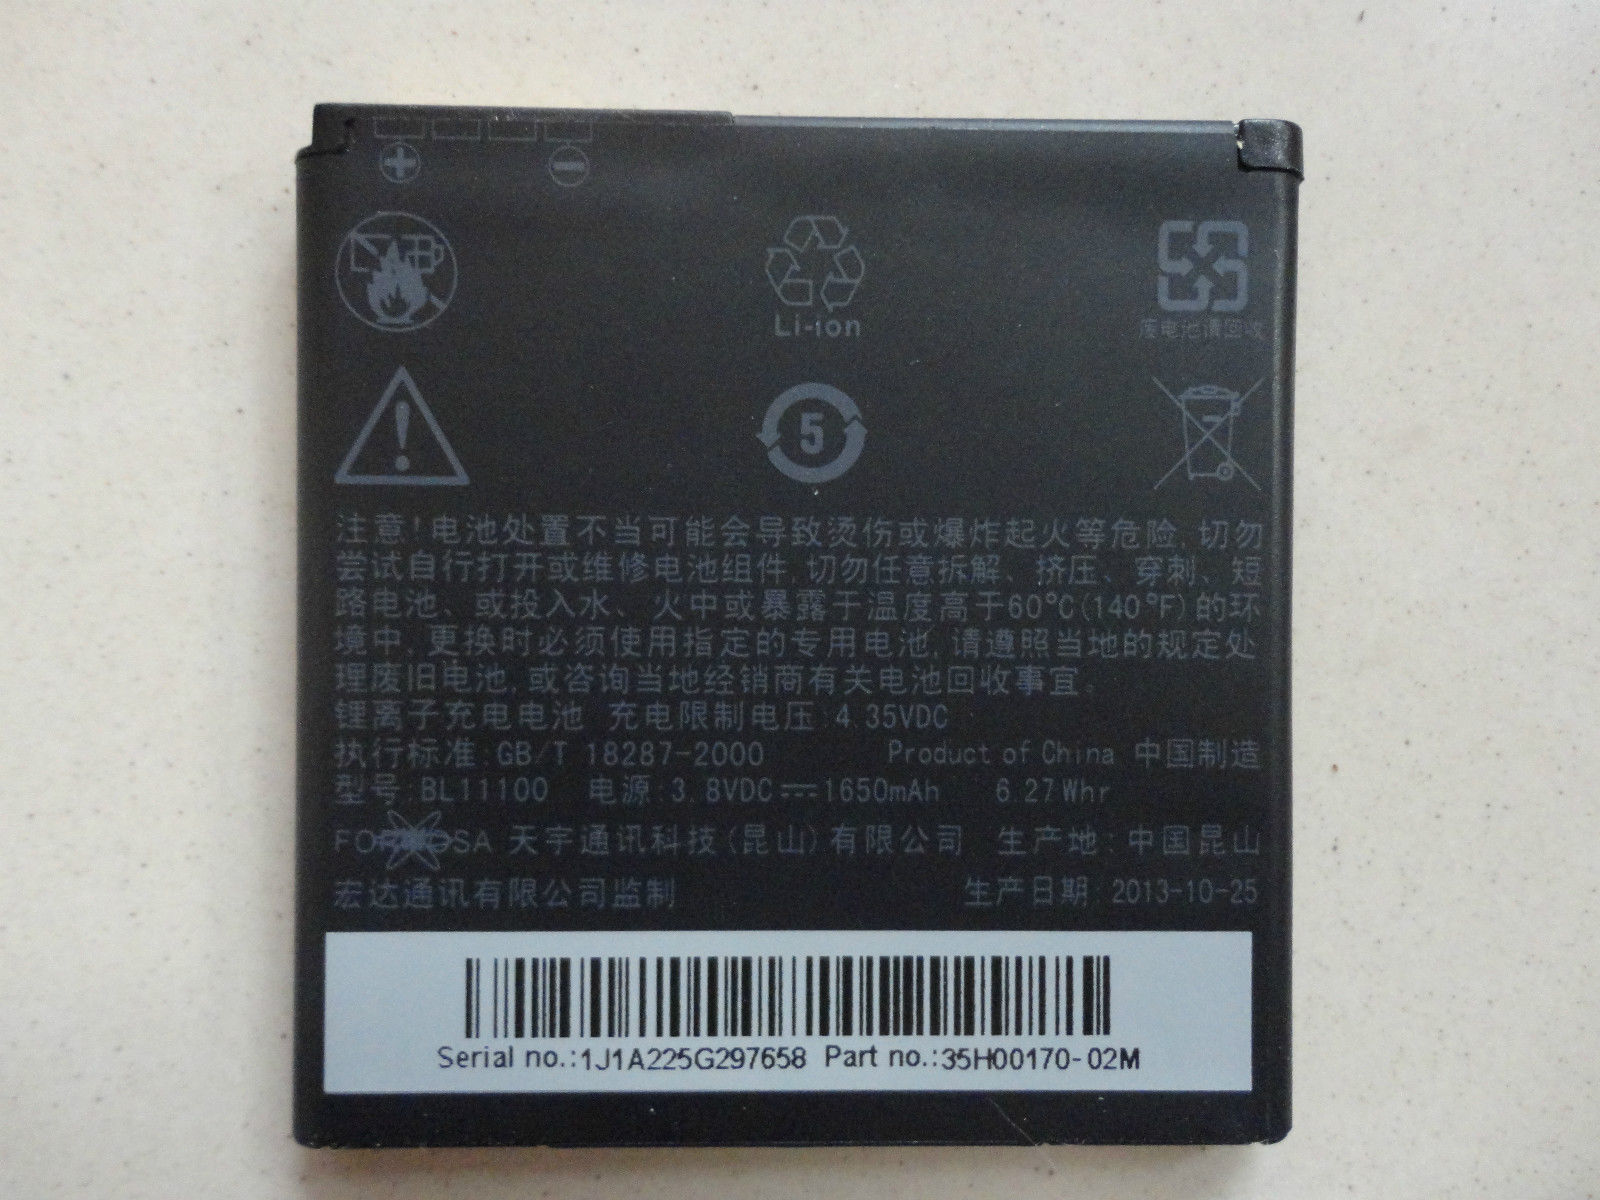 Li-ion
废电池请回收
5
注意!电池处置不当可能会导致烫伤或爆炸起火等危险,切勿
尝试自行打开或维修电池组件,切勿任意拆解、挤压、穿刺、短
路电池、或投入水、火中或暴露于温度高于60°C(140°F)的环
境中,更换时必须使用指定的专用电池,请遵照当地的规定处
理废旧电池,或咨询当地经销商有关电池回收事宜。
锂离子充电电池 充电限制电压:4.35VDC
执行标准:GB/T 18287-2000 Product of China 中国制造
型号:BL11100 电源:3.8VDC⎓1650mAh 6.27Whr
FORMOSA 天宇通讯科技(昆山)有限公司 生产地:中国昆山
宏达通讯有限公司监制 生产日期:2013-10-25
Serial no.:1J1A225G297658 Part no.:35H00170-02M